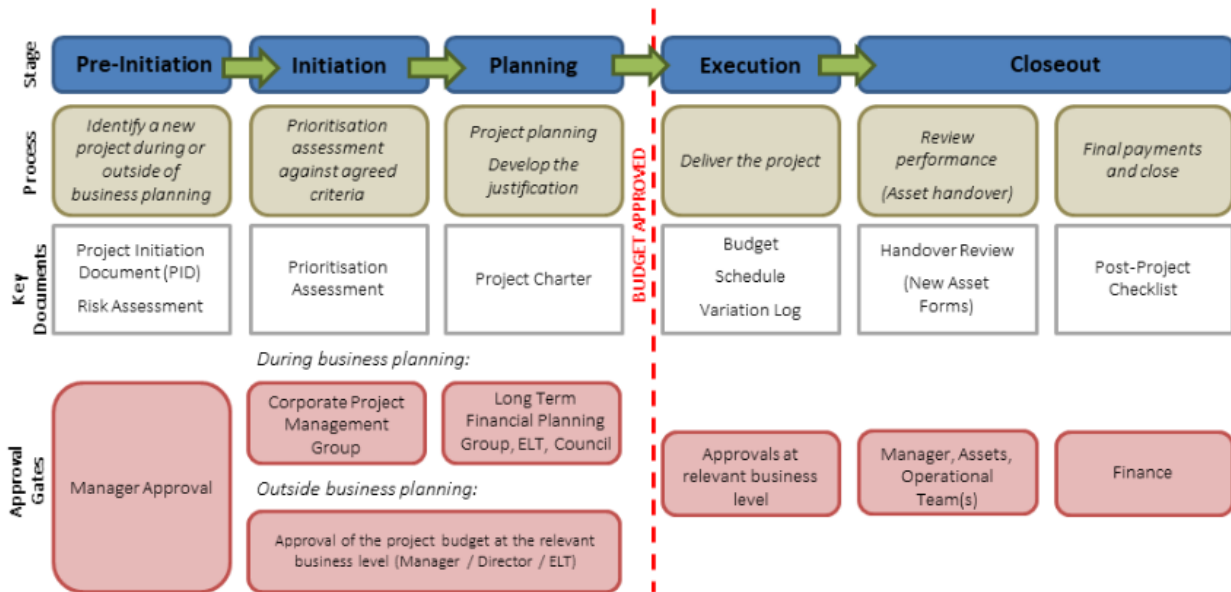 Stage
Pre-Initiation
Initiation
Planning
Execution
Closeout
Process
Identify a new
project during or
outside of
business planning
Prioritisation
assessment
against agreed
criteria
Project planning
Develop the
justification
Deliver the project
Review
performance
(Asset handover)
Final payments
and close
BUDGET APPROVED
Key
Documents
Project Initiation
Document (PID)
Risk Assessment
Prioritisation
Assessment
Project Charter
Budget
Schedule
Variation Log
Handover Review
(New Asset
Forms)
Post-Project
Checklist
Approval
Gates
Manager Approval
During business planning:
Corporate Project
Management
Group
Long Term
Financial Planning
Group, ELT, Council
Outside business planning:
Approval of the project budget at the relevant
business level (Manager / Director / ELT)
Approvals at
relevant business
level
Manager, Assets,
Operational
Team(s)
Finance